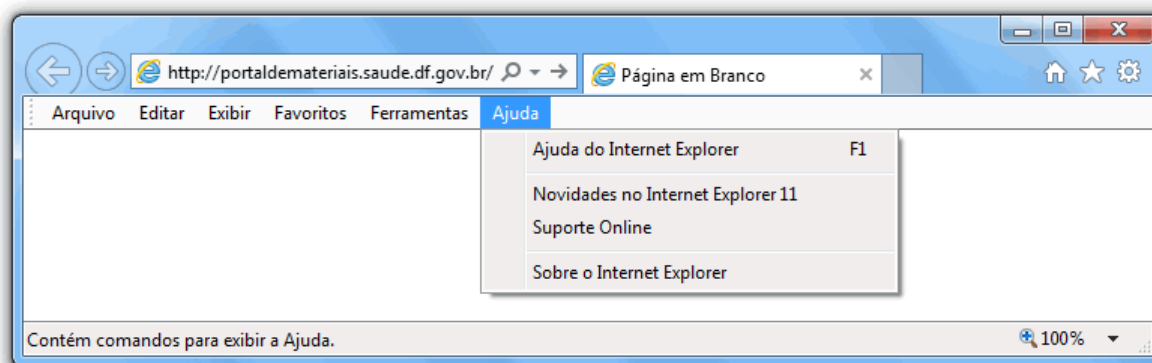 http://portaldemateriais.saude.df.gov.br/ Página em Branco
Arquivo Editar Exibir Favoritos Ferramentas Ajuda
Ajuda do Internet Explorer F1
Novidades no Internet Explorer 11
Suporte Online
Sobre o Internet Explorer
Contém comandos para exibir a Ajuda. 100%